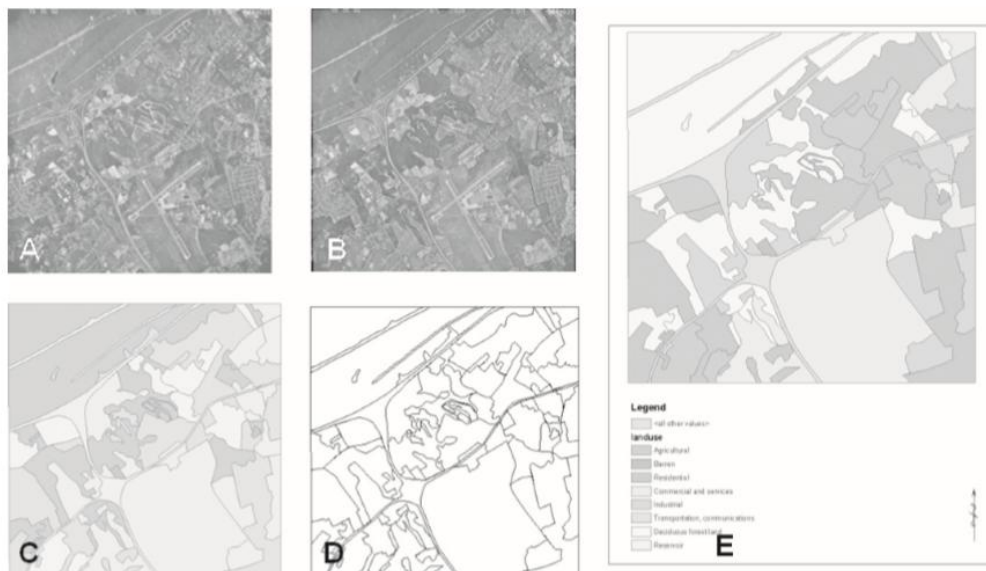 A
B
C
D
E
Legend
<all other values>
landuse
Agricultural
Barren
Residential
Commercial and services
Industrial
Transportation, communications
Deciduous forestland
Reservoir